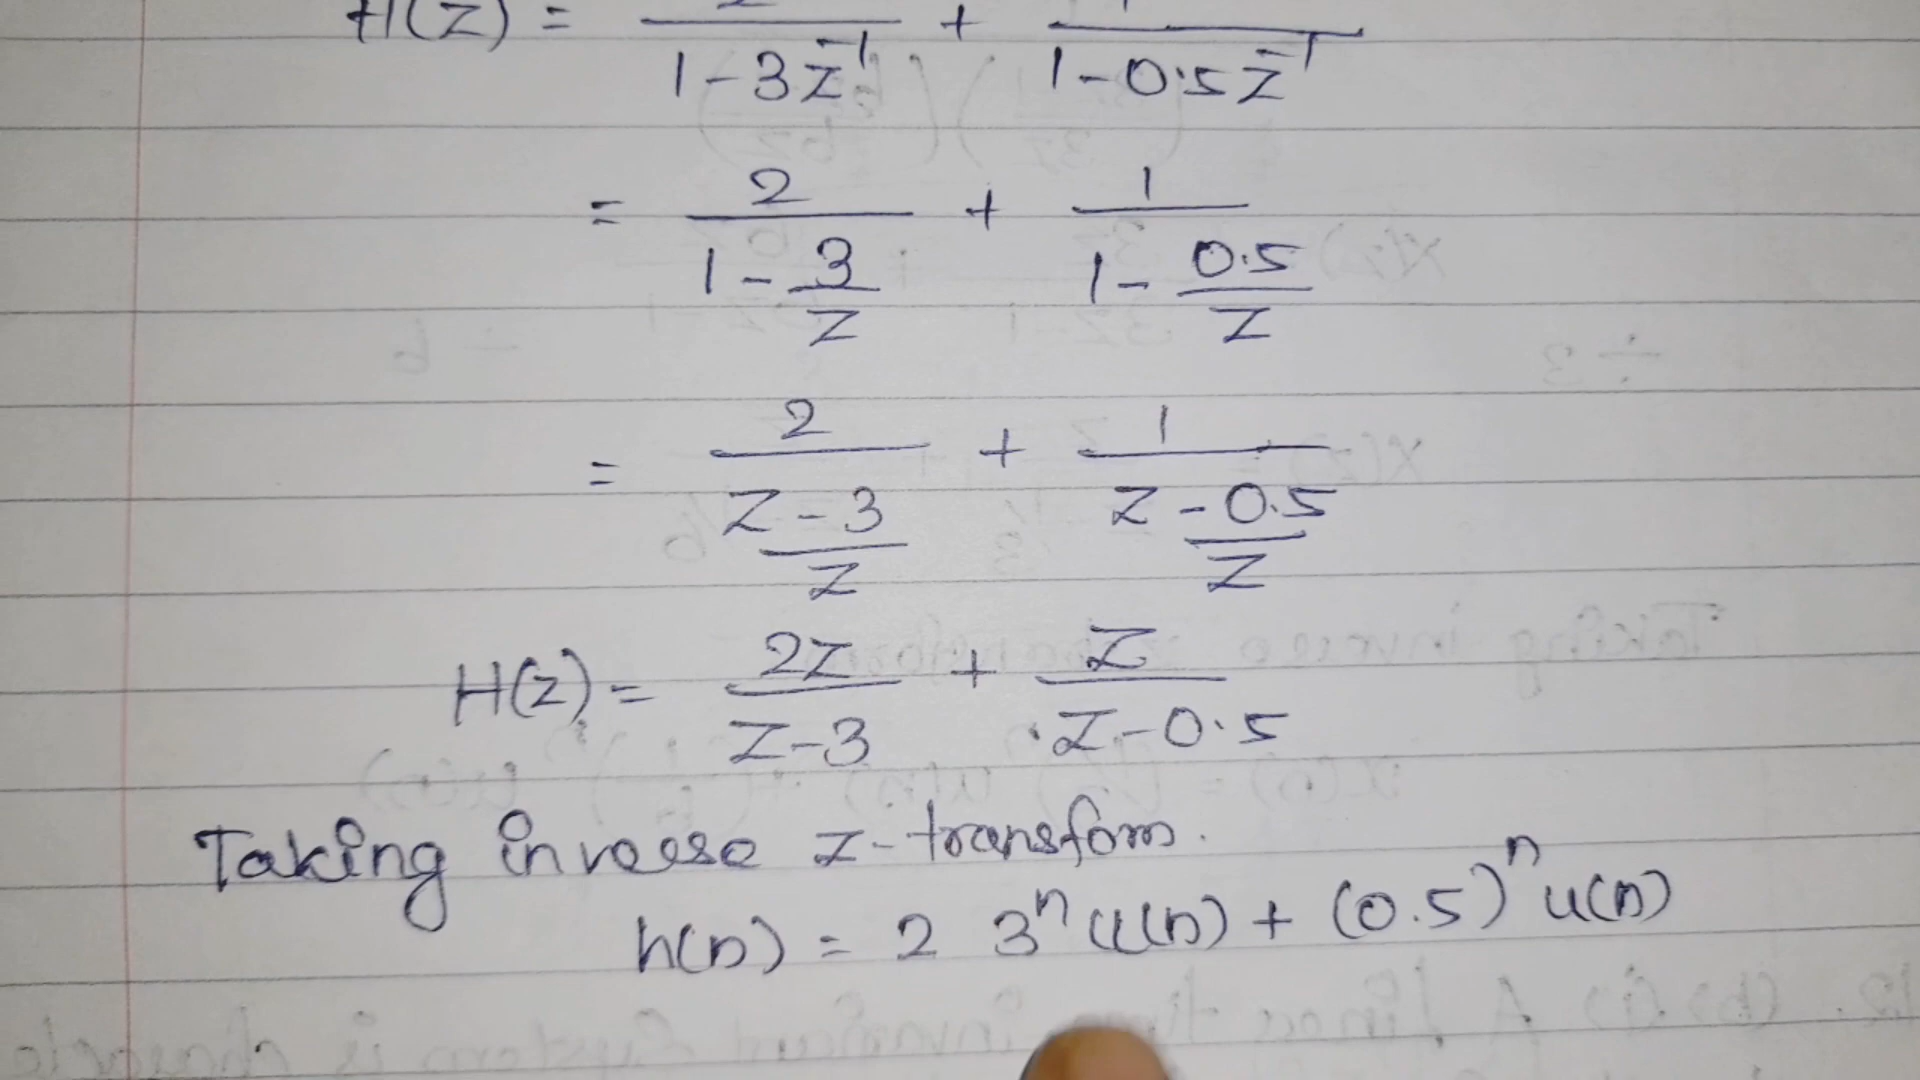 H(z) = 2/(1-3z⁻¹) + 1/(1-0.5z⁻¹)
= 2/(1-3/z) + 1/(1-0.5/z)
= 2/((z-3)/z) + 1/((z-0.5)/z)
H(z) = 2z/(z-3) + z/(z-0.5)
Taking inverse z-transform.
h(n) = 2 3ⁿ u(n) + (0.5)ⁿ u(n)